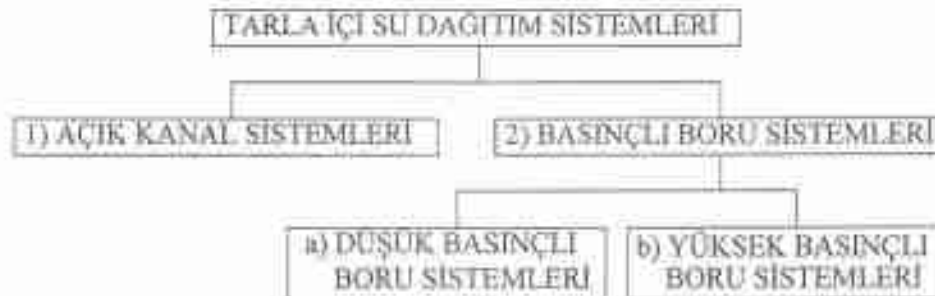 TARLA İÇİ SU DAĞITIM SİSTEMLERİ
1) AÇIK KANAL SİSTEMLERİ
2) BASINÇLI BORU SİSTEMLERİ
a) DÜŞÜK BASINÇLI
BORU SİSTEMLERİ
b) YÜKSEK BASINÇLI
BORU SİSTEMLERİ